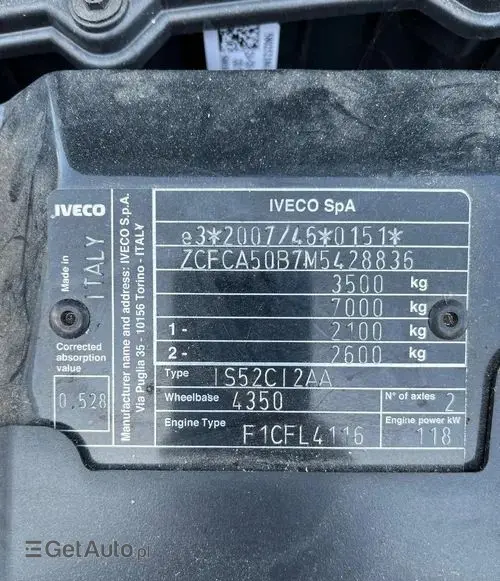 IVECO SpA
IVECO
e3*2007/46*0151*
ZCFCA50B7M5428836
3500 kg
7000 kg
1- 2100 kg
2- 2600 kg
Type IS52CI2AA
Wheelbase 4350
N° of axles 2
Engine Type F1CFL4116
Engine power kW 118
Made in ITALY
Corrected absorption value
0.528
Manufacturer name and address: IVECO S.p.A.
Via Puglia 35 - 10156 Torino - ITALY
GetAuto.pl